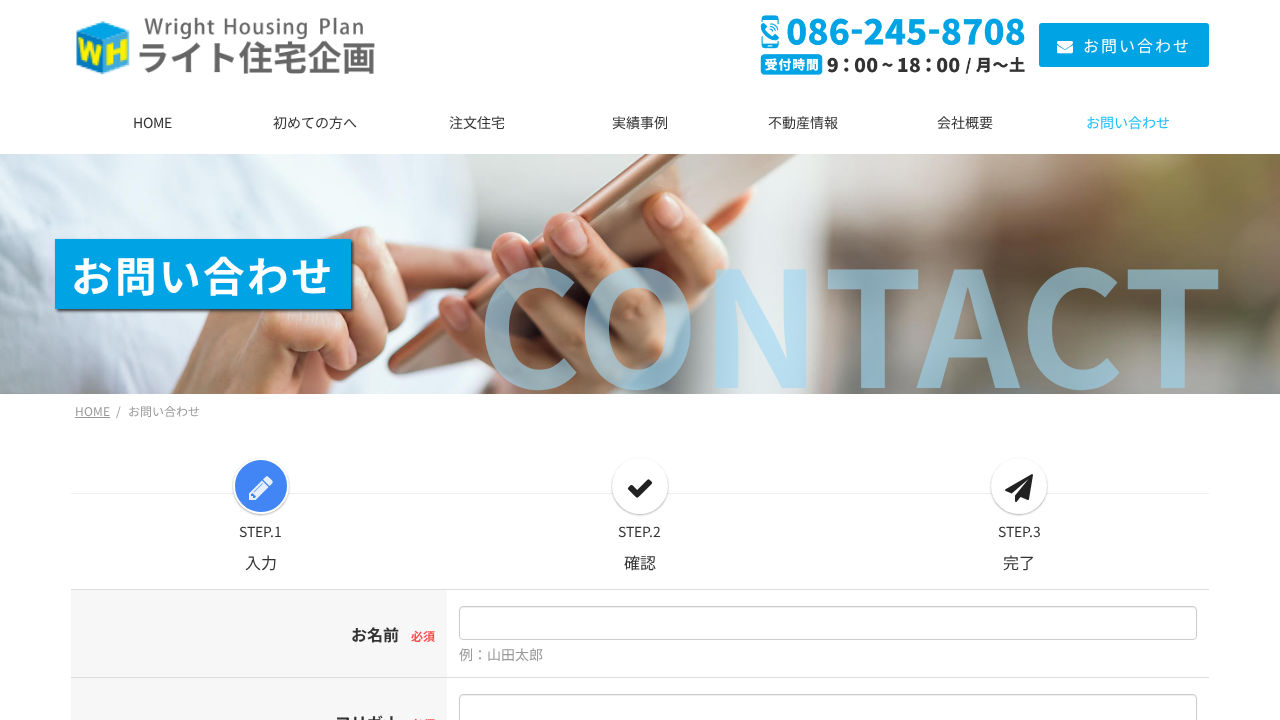 Wright Housing Plan
WH ライト住宅企画
086-245-8708
受付時間 9：00～18：00 / 月〜土
お問い合わせ
HOME 初めての方へ 注文住宅 実績事例 不動産情報 会社概要 お問い合わせ
お問い合わせ
CONTACT
HOME / お問い合わせ
STEP.1 STEP.2 STEP.3
入力 確認 完了
お名前 必須
例：山田太郎